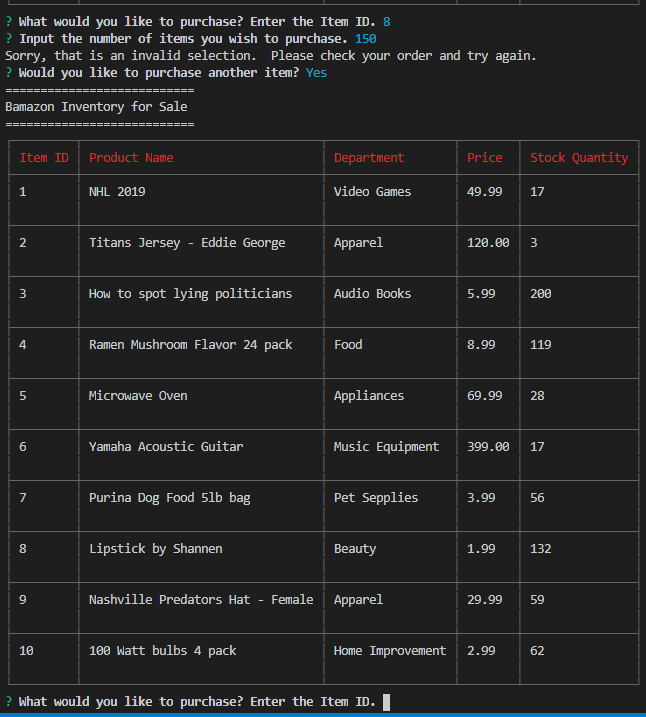 ? What would you like to purchase? Enter the Item ID. 8
? Input the number of items you wish to purchase. 150
Sorry, that is an invalid selection.  Please check your order and try again.
? Would you like to purchase another item? Yes
===========================
Bamazon Inventory for Sale
===========================
Item ID Product Name Department Price Stock Quantity
1 NHL 2019 Video Games 49.99 17
2 Titans Jersey - Eddie George Apparel 120.00 3
3 How to spot lying politicians Audio Books 5.99 200
4 Ramen Mushroom Flavor 24 pack Food 8.99 119
5 Microwave Oven Appliances 69.99 28
6 Yamaha Acoustic Guitar Music Equipment 399.00 17
7 Purina Dog Food 5lb bag Pet Sepplies 3.99 56
8 Lipstick by Shannen Beauty 1.99 132
9 Nashville Predators Hat - Female Apparel 29.99 59
10 100 Watt bulbs 4 pack Home Improvement 2.99 62
? What would you like to purchase? Enter the Item ID.